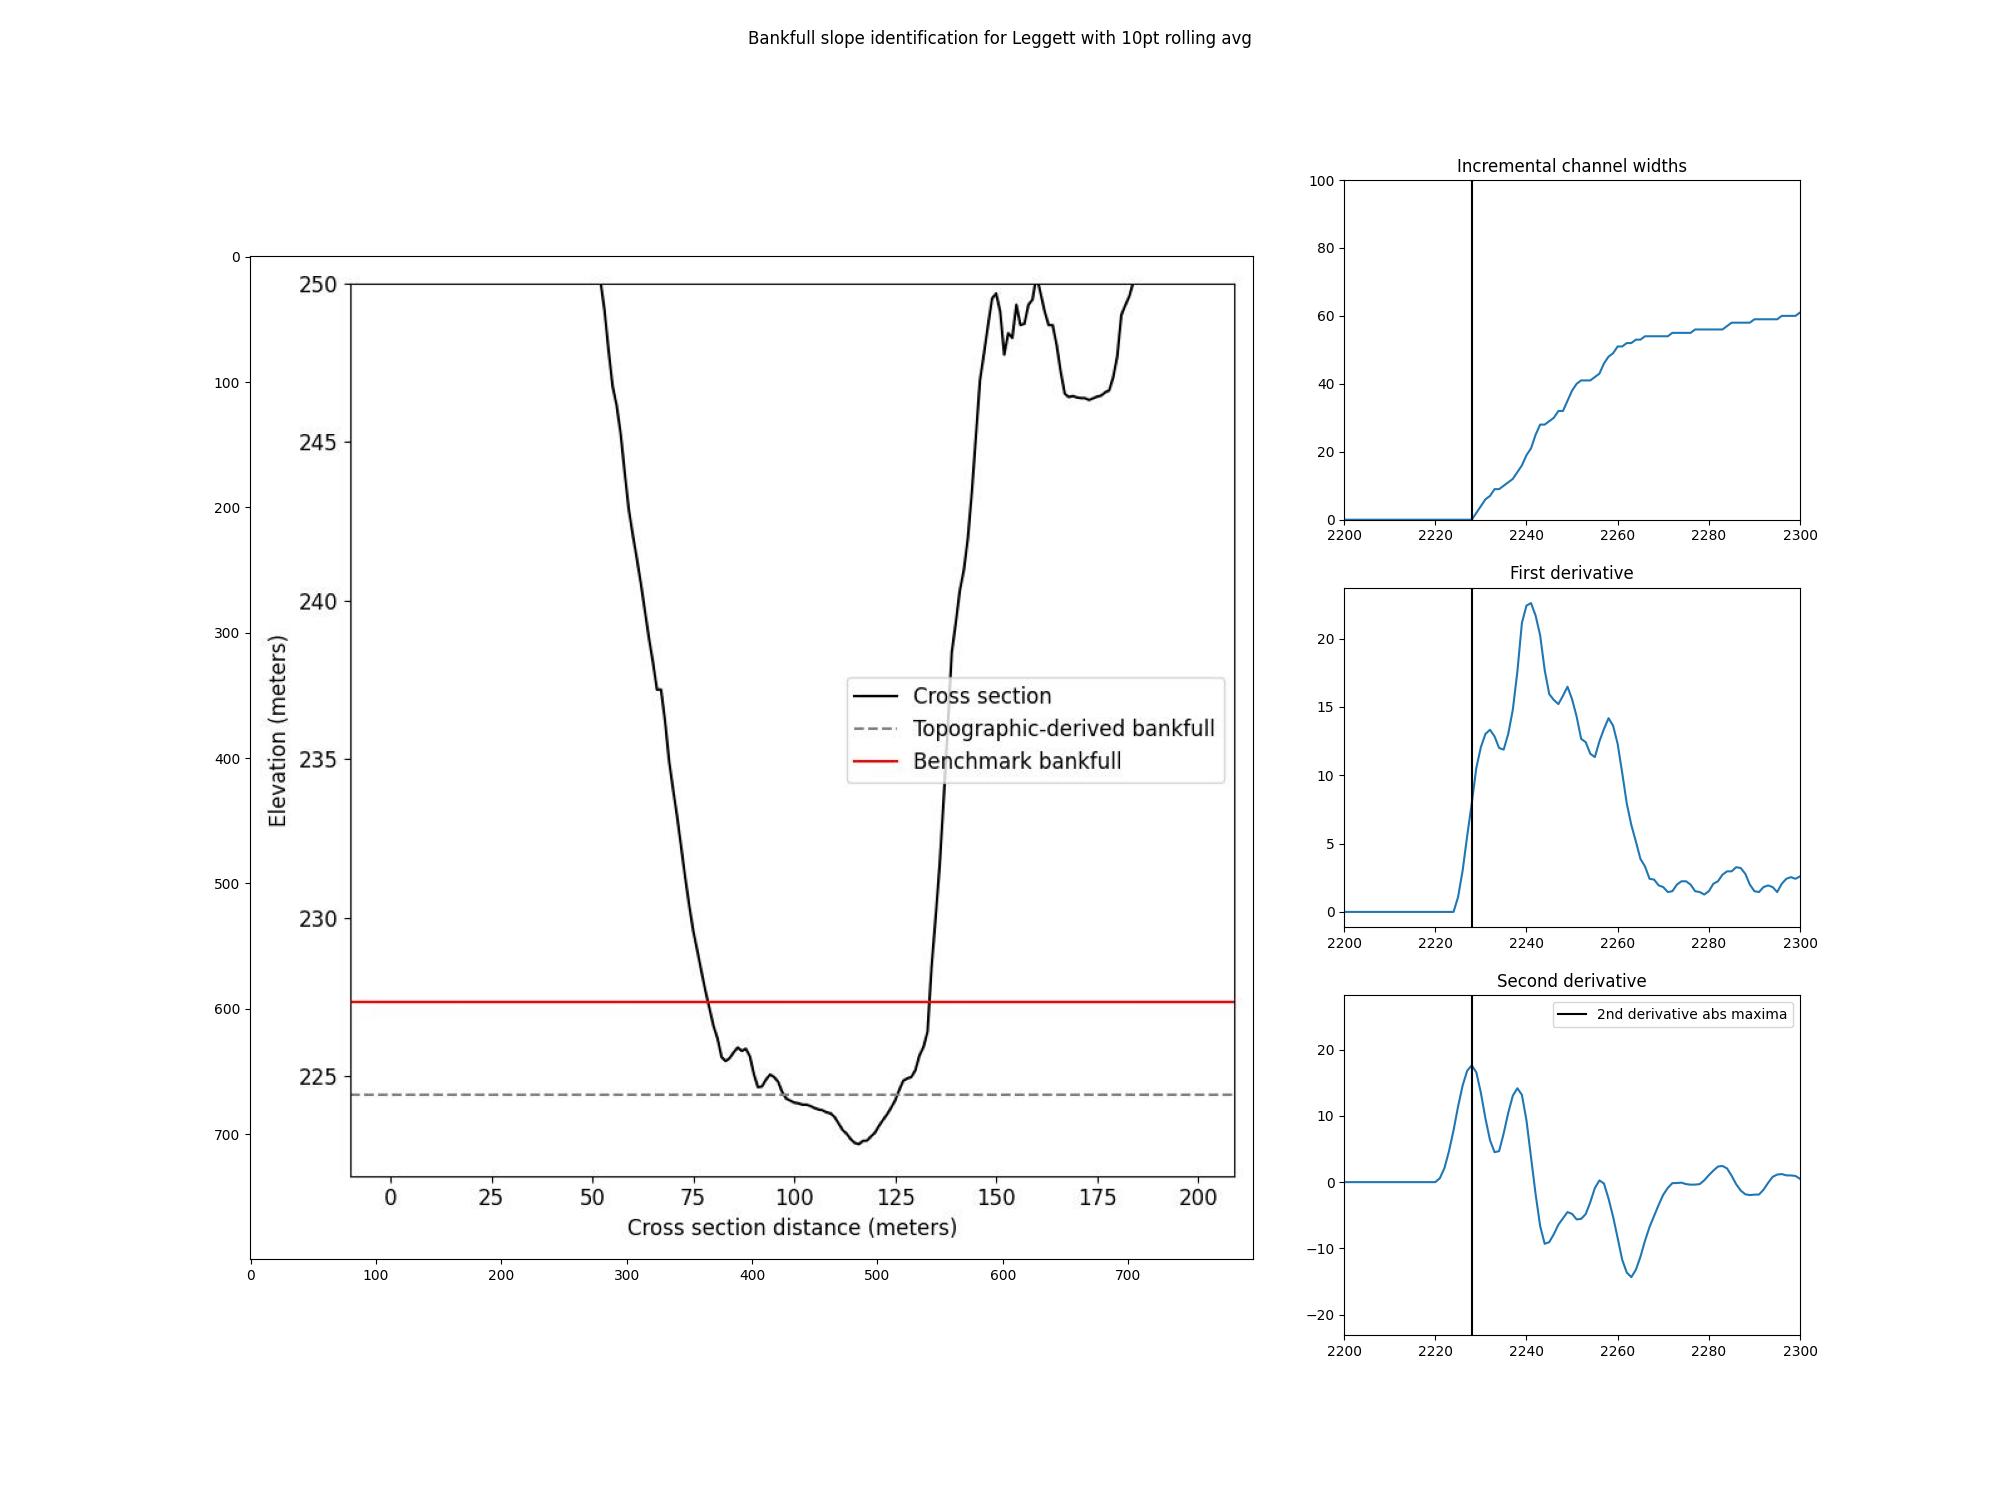 Bankfull slope identification for Leggett with 10pt rolling avg
0
100
200
300
400
500
600
700
Elevation (meters)
250
245
240
235
230
225
Cross section
Topographic-derived bankfull
Benchmark bankfull
0 25 50 75 100 125 150 175 200
Cross section distance (meters)
0 100 200 300 400 500 600 700
Incremental channel widths
100
80
60
40
20
0
2200 2220 2240 2260 2280 2300
First derivative
20
15
10
5
0
2200 2220 2240 2260 2280 2300
Second derivative
2nd derivative abs maxima
20
10
0
−10
−20
2200 2220 2240 2260 2280 2300